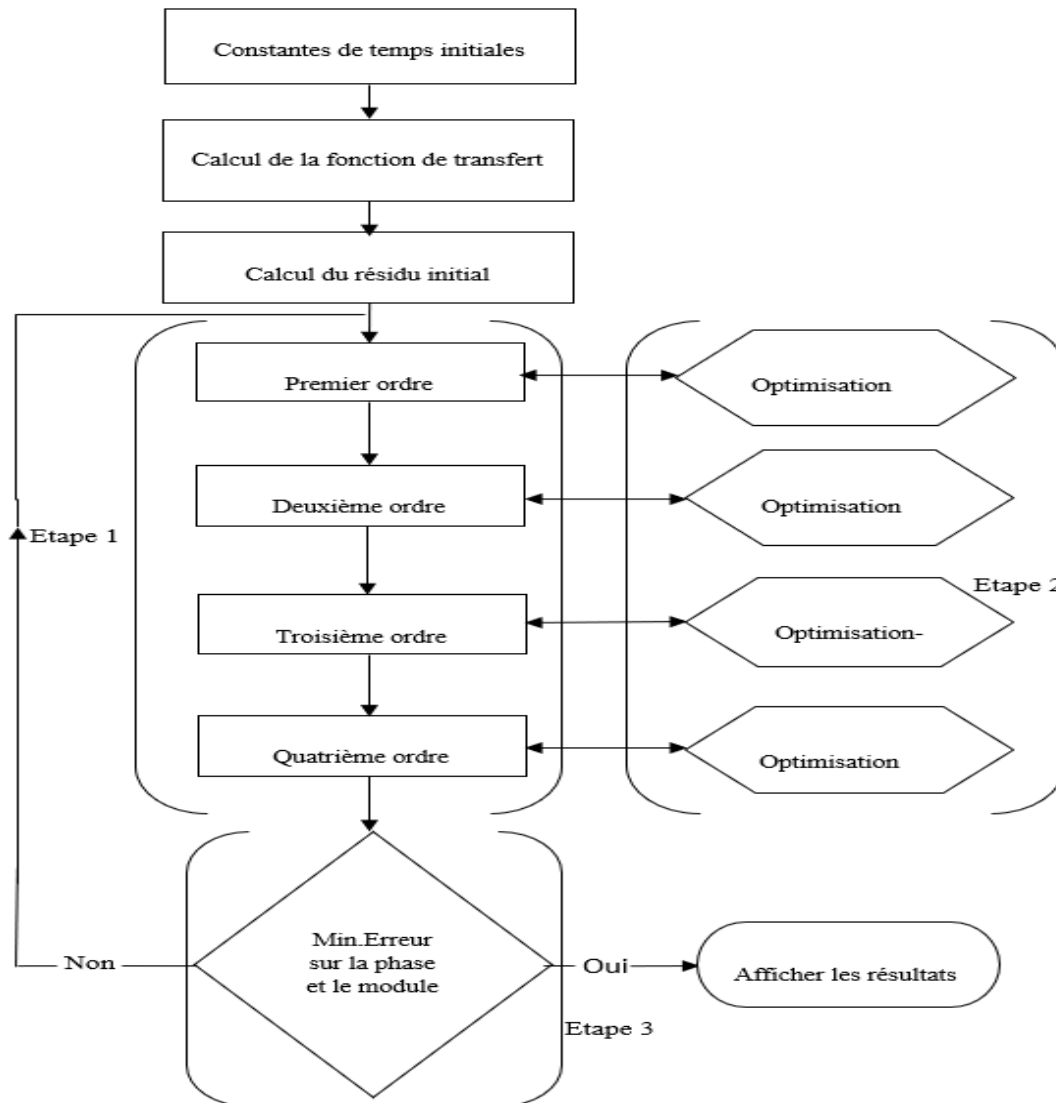 Constantes de temps initiales
Calcul de la fonction de transfert
Calcul du résidu initial
Premier ordre
Optimisation
Deuxième ordre
Optimisation
Etape 1
Etape 2
Troisième ordre
Optimisation-
Quatrième ordre
Optimisation
Min.Erreur
sur la phase
et le module
Non
Oui
Afficher les résultats
Etape 3